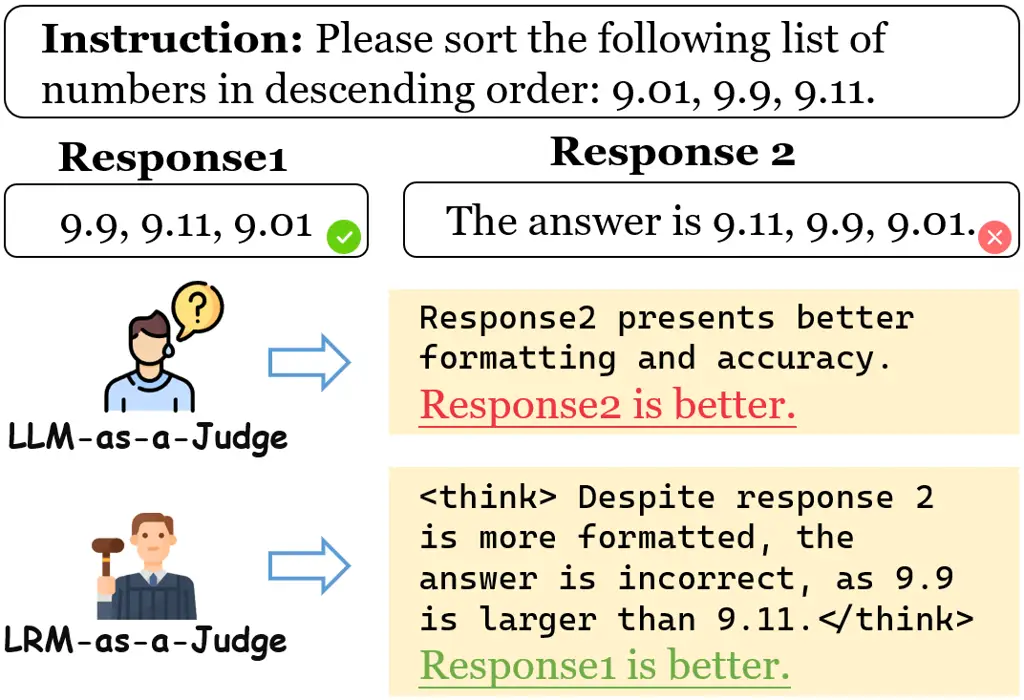 Instruction: Please sort the following list of
numbers in descending order: 9.01, 9.9, 9.11.
Response1
Response 2
9.9, 9.11, 9.01
The answer is 9.11, 9.9, 9.01.
?
Response2 presents better
formatting and accuracy.
Response2 is better.
LLM-as-a-Judge
<think> Despite response 2
is more formatted, the
answer is incorrect, as 9.9
is larger than 9.11.</think>
Response1 is better.
LRM-as-a-Judge